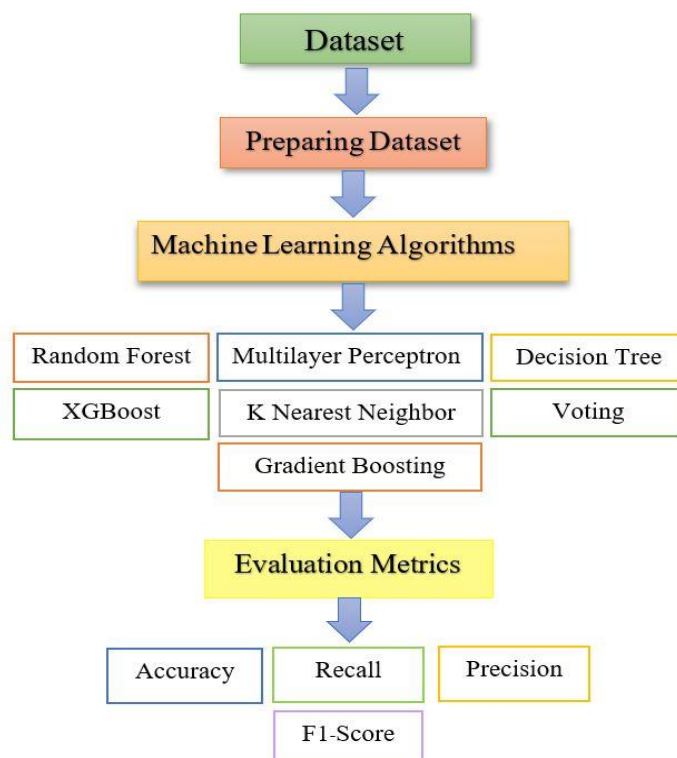 Dataset
Preparing Dataset
Machine Learning Algorithms
Random Forest
Multilayer Perceptron
Decision Tree
XGBoost
K Nearest Neighbor
Voting
Gradient Boosting
Evaluation Metrics
Accuracy
Recall
Precision
F1-Score